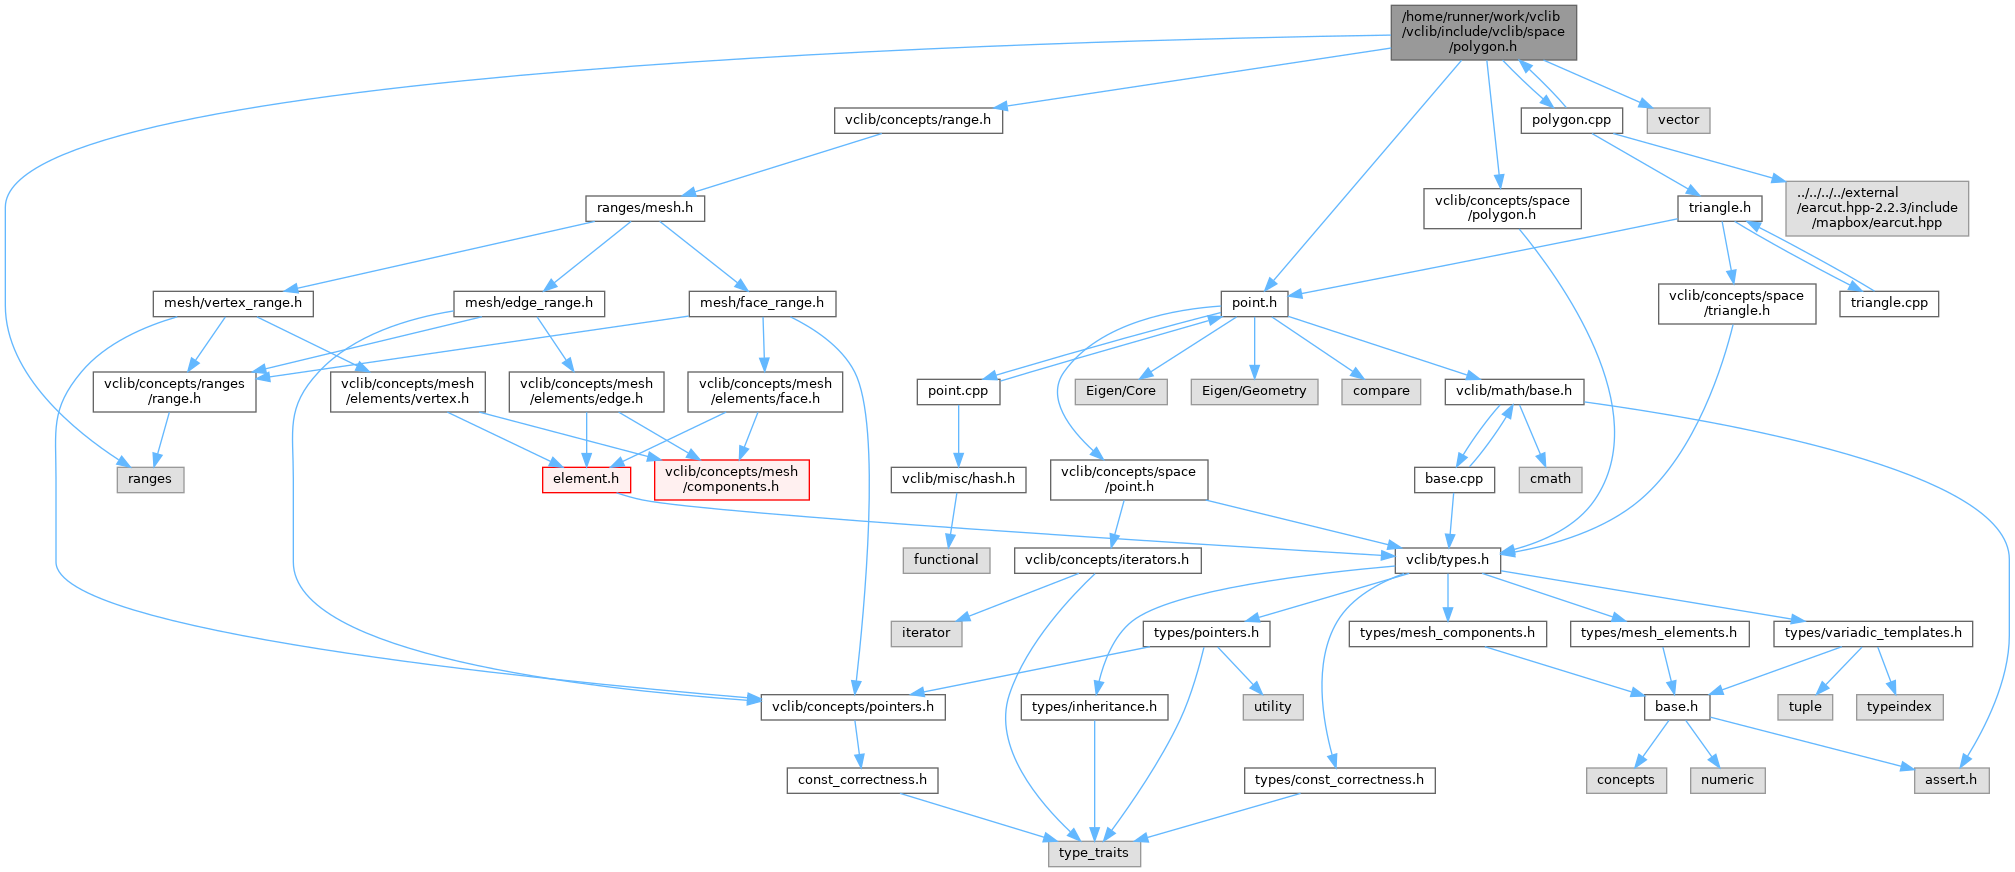 /home/runner/work/vclib
/vclib/include/vclib/space
/polygon.h
vclib/concepts/range.h
polygon.cpp
vector
ranges/mesh.h
vclib/concepts/space
/polygon.h
triangle.h
../../../../external
/earcut.hpp-2.2.3/include
/mapbox/earcut.hpp
mesh/vertex_range.h
mesh/edge_range.h
mesh/face_range.h
point.h
vclib/concepts/space
/triangle.h
triangle.cpp
vclib/concepts/ranges
/range.h
vclib/concepts/mesh
/elements/vertex.h
vclib/concepts/mesh
/elements/edge.h
vclib/concepts/mesh
/elements/face.h
point.cpp
Eigen/Core
Eigen/Geometry
compare
vclib/math/base.h
ranges
element.h
vclib/concepts/mesh
/components.h
vclib/misc/hash.h
vclib/concepts/space
/point.h
base.cpp
cmath
functional
vclib/concepts/iterators.h
vclib/types.h
iterator
types/pointers.h
types/mesh_components.h
types/mesh_elements.h
types/variadic_templates.h
vclib/concepts/pointers.h
types/inheritance.h
utility
base.h
tuple
typeindex
const_correctness.h
types/const_correctness.h
concepts
numeric
assert.h
type_traits